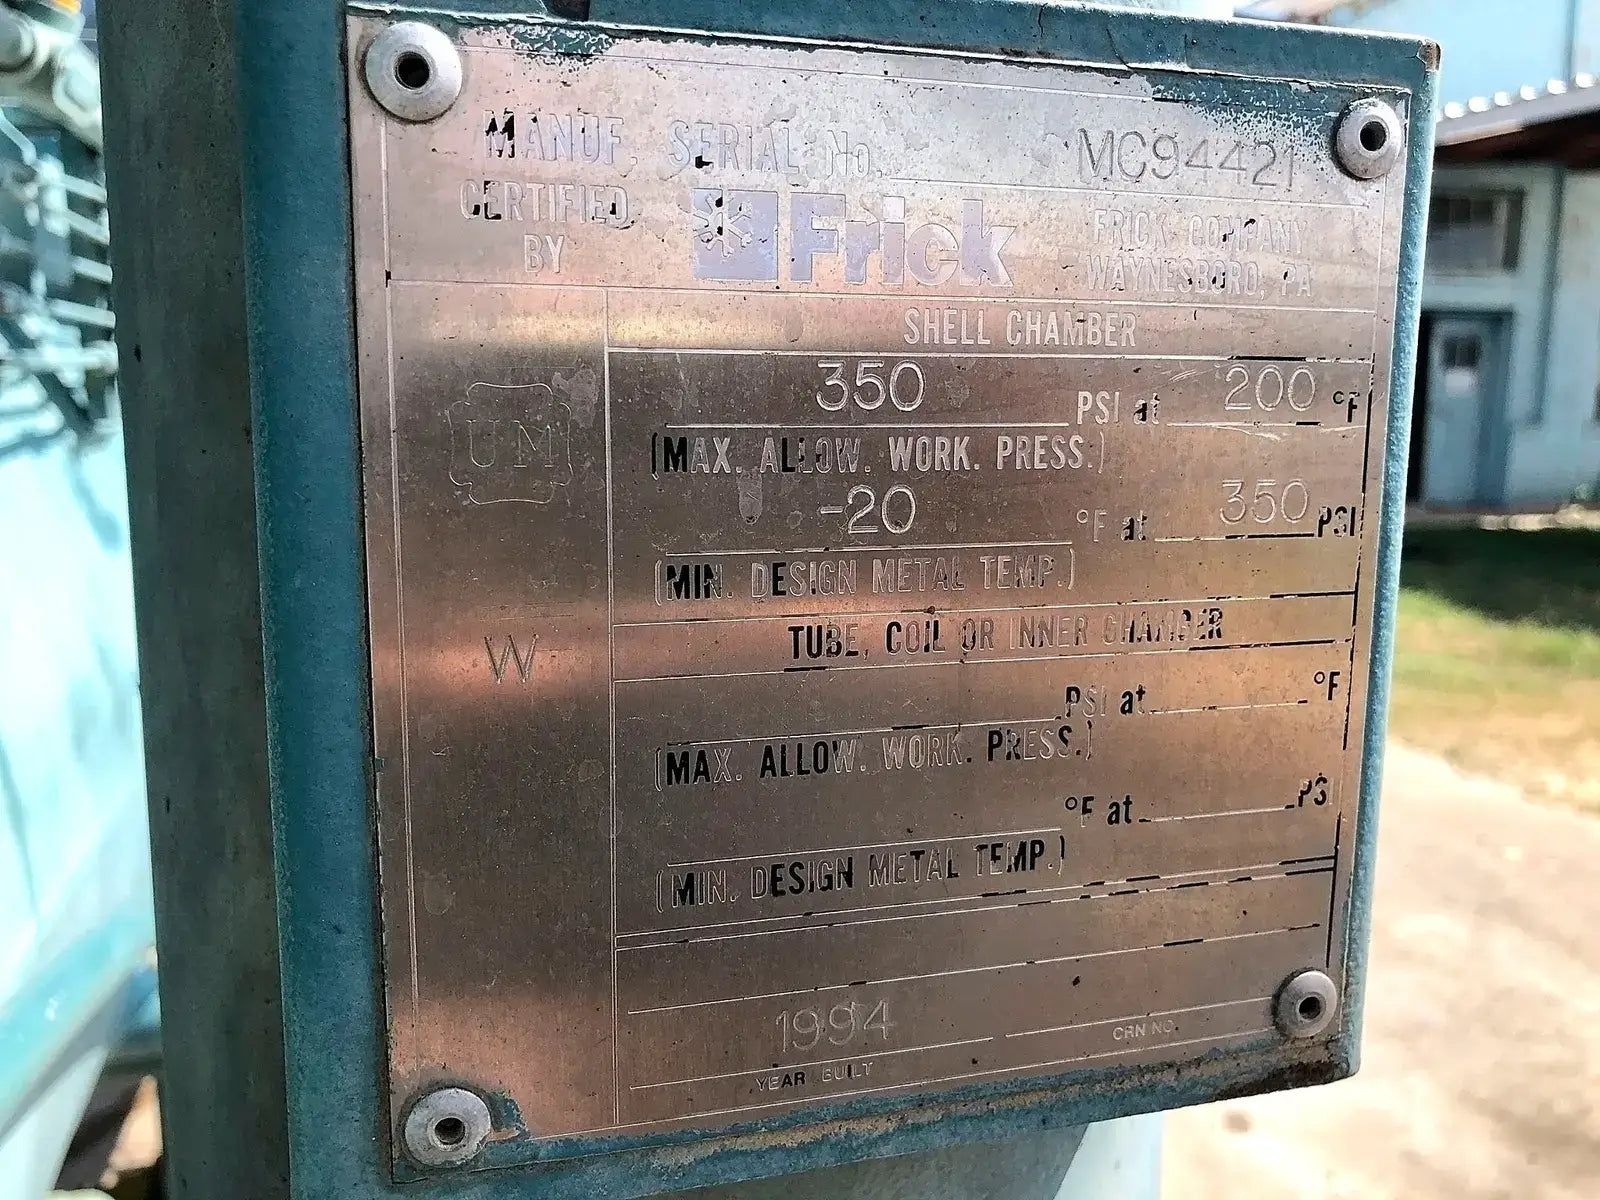 MANUF. SERIAL No. MC94421
CERTIFIED BY
Frick
FRICK COMPANY
WAYNESBORO, PA
SHELL CHAMBER
UM
W
350 PSI at 200 °F
(MAX. ALLOW. WORK. PRESS.)
-20 °F at 350 PSI
(MIN. DESIGN METAL TEMP.)
TUBE, COIL OR INNER CHAMBER
PSI at °F
(MAX. ALLOW. WORK. PRESS.)
°F at PSI
(MIN. DESIGN METAL TEMP.)
1994
YEAR BUILT
CRN NO.